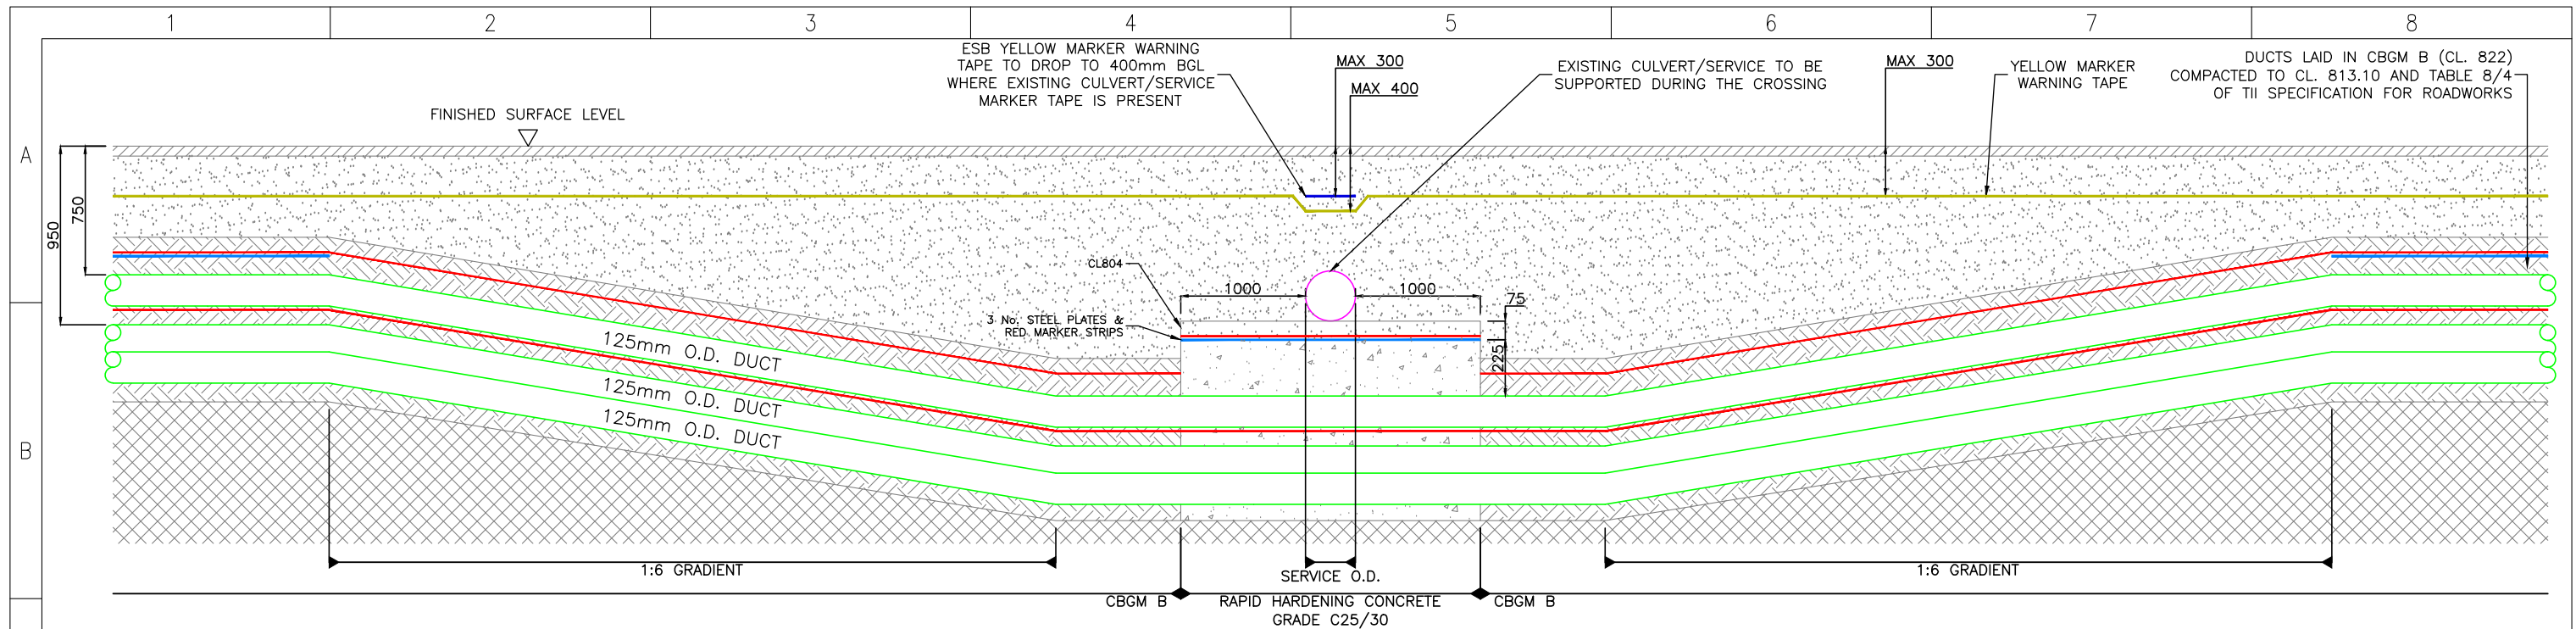 1 2 3 4 5 6 7 8
ESB YELLOW MARKER WARNING
TAPE TO DROP TO 400mm BGL
WHERE EXISTING CULVERT/SERVICE
MARKER TAPE IS PRESENT
MAX 300
MAX 400
EXISTING CULVERT/SERVICE TO BE
SUPPORTED DURING THE CROSSING
MAX 300
YELLOW MARKER
WARNING TAPE
DUCTS LAID IN CBGM B (CL. 822)
COMPACTED TO CL. 813.10 AND TABLE 8/4
OF TII SPECIFICATION FOR ROADWORKS
FINISHED SURFACE LEVEL
A
750
950
CL804
1000
1000
75
3 No. STEEL PLATES &
RED MARKER STRIPS
225
125mm O.D. DUCT
125mm O.D. DUCT
125mm O.D. DUCT
B
1:6 GRADIENT
SERVICE O.D.
1:6 GRADIENT
CBGM B
RAPID HARDENING CONCRETE
GRADE C25/30
CBGM B